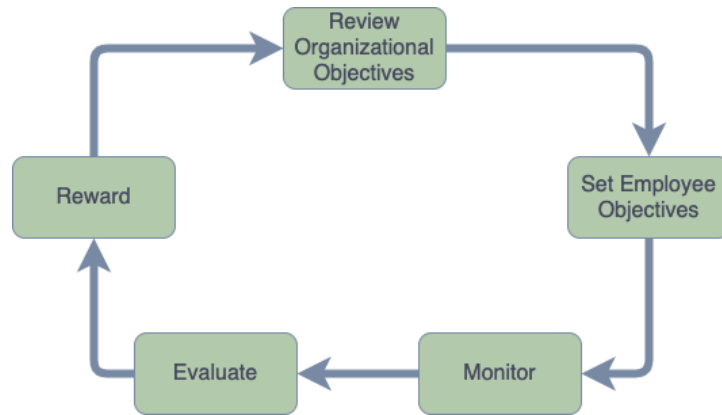 Review
Organizational
Objectives
Set Employee
Objectives
Monitor
Evaluate
Reward